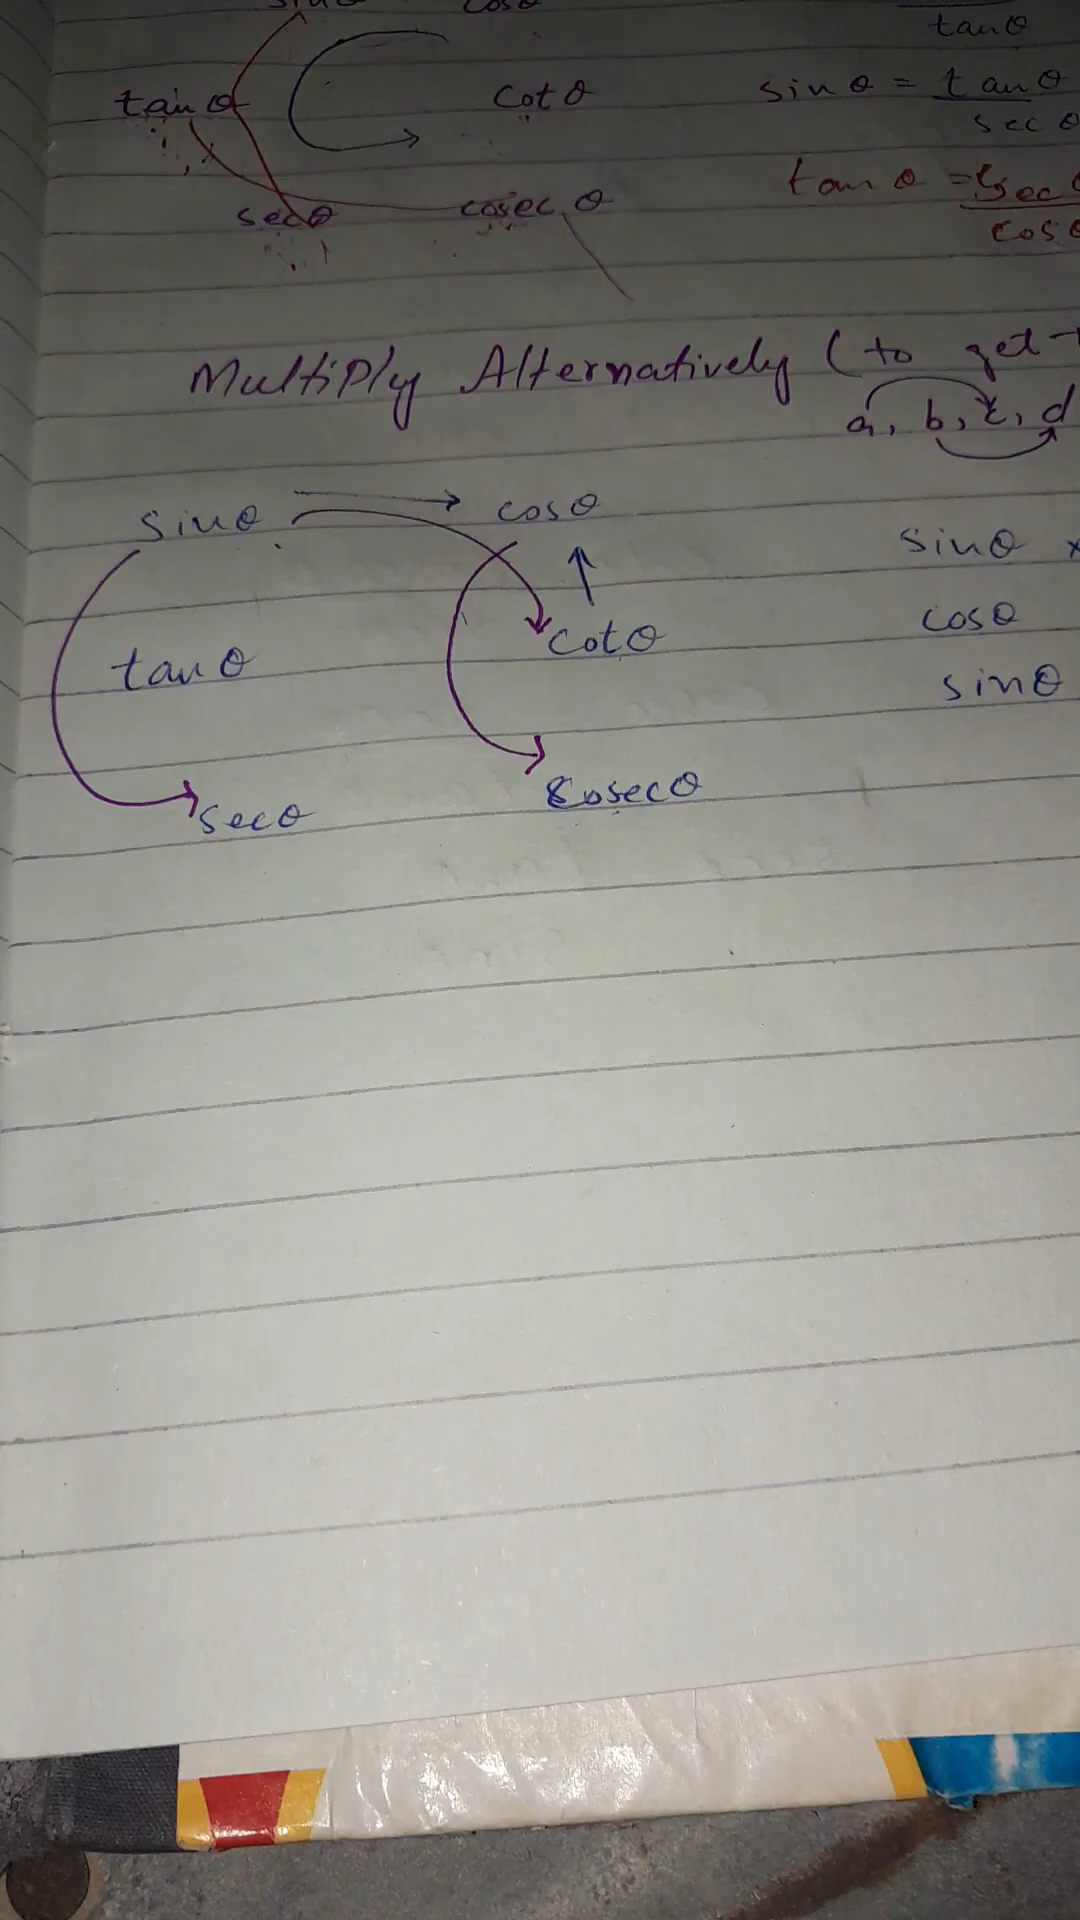 cosθ
tanθ
tanθ cotθ sinθ = tanθ
secθ
secθ cosecθ tanθ = sec
cosθ
Multiply Alternatively (to get
a, b, c, d
sinθ cosθ
sinθ ×
tanθ cotθ cosθ
sinθ
secθ cosecθ